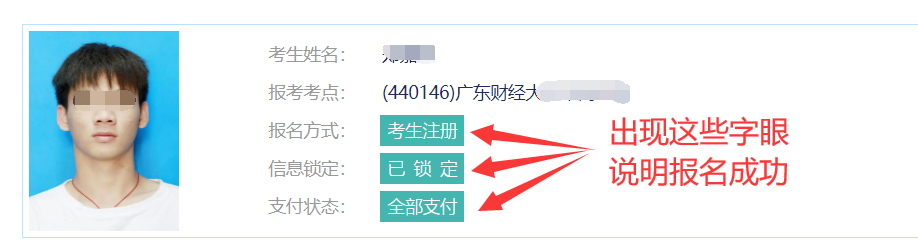 考生姓名：
报考考点： (440146)广东财经大
报名方式： 考生注册
信息锁定： 已 锁 定
支付状态： 全部支付
出现这些字眼
说明报名成功